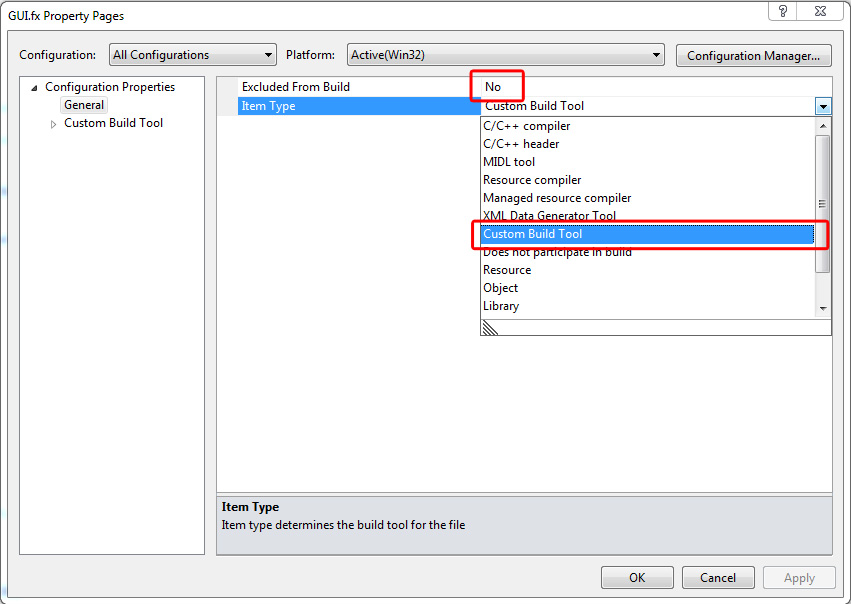 GUI.fx Property Pages
Configuration: All Configurations Platform: Active(Win32) Configuration Manager...
Configuration Properties
General
Custom Build Tool
Excluded From Build No
Item Type Custom Build Tool
C/C++ compiler
C/C++ header
MIDL tool
Resource compiler
Managed resource compiler
XML Data Generator Tool
Custom Build Tool
Does not participate in build
Resource
Object
Library
Item Type
Item type determines the build tool for the file
OK Cancel Apply